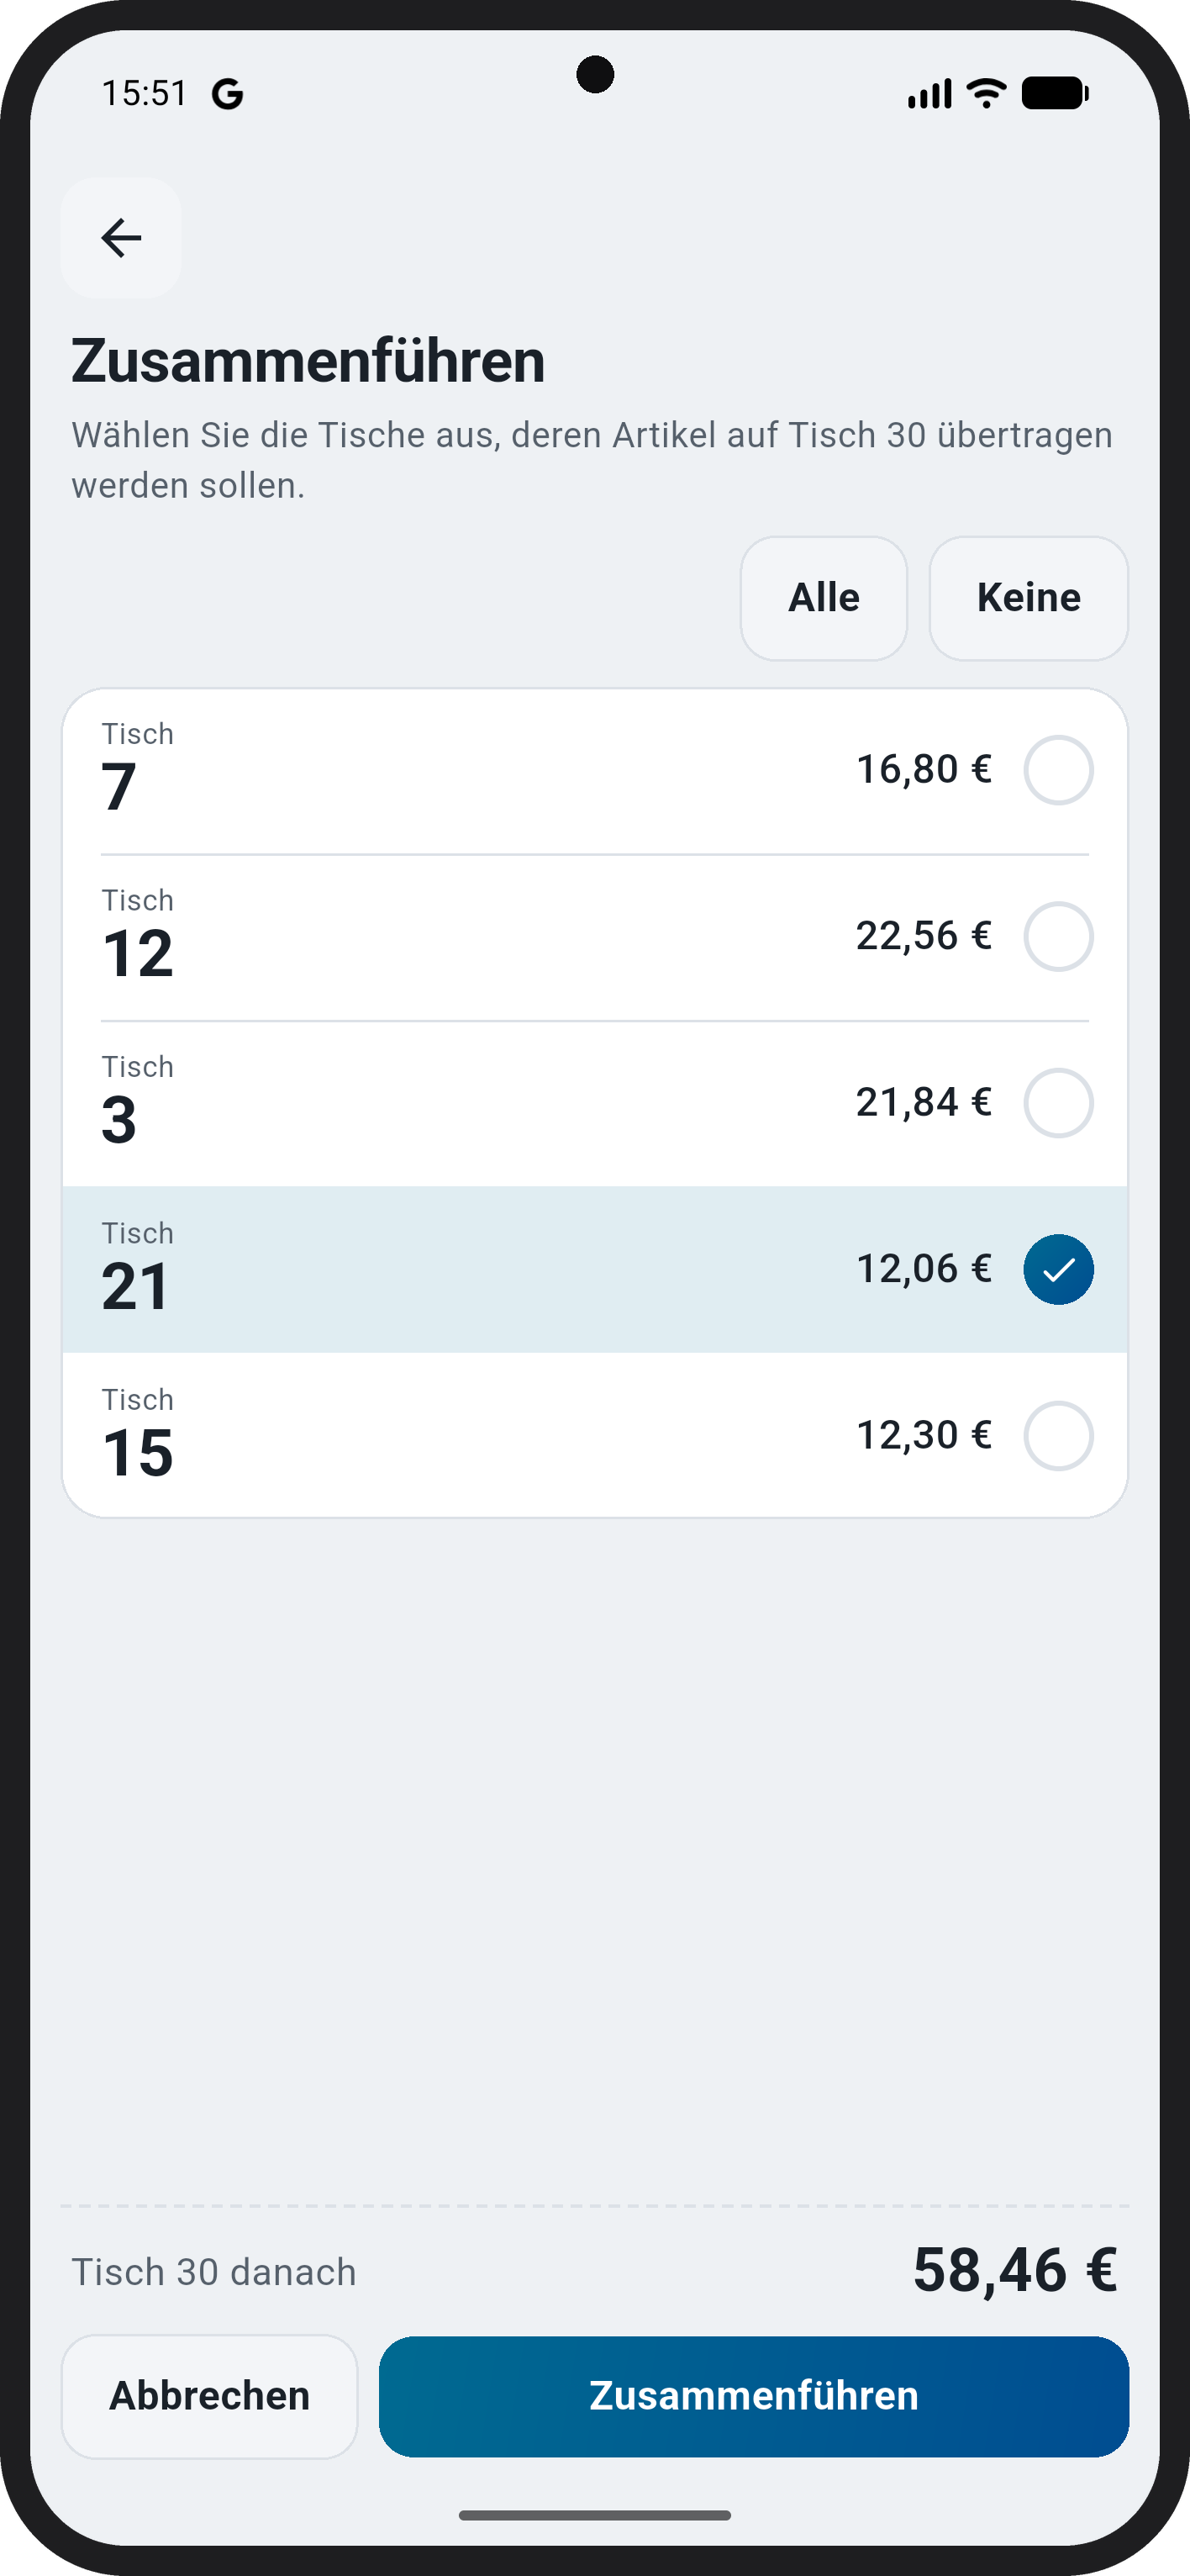 15:51
Zusammenführen
Wählen Sie die Tische aus, deren Artikel auf Tisch 30 übertragen
werden sollen.
Alle Keine
Tisch
7
16,80 €
Tisch
12
22,56 €
Tisch
3
21,84 €
Tisch
21
12,06 €
Tisch
15
12,30 €
Tisch 30 danach 58,46 €
Abbrechen Zusammenführen